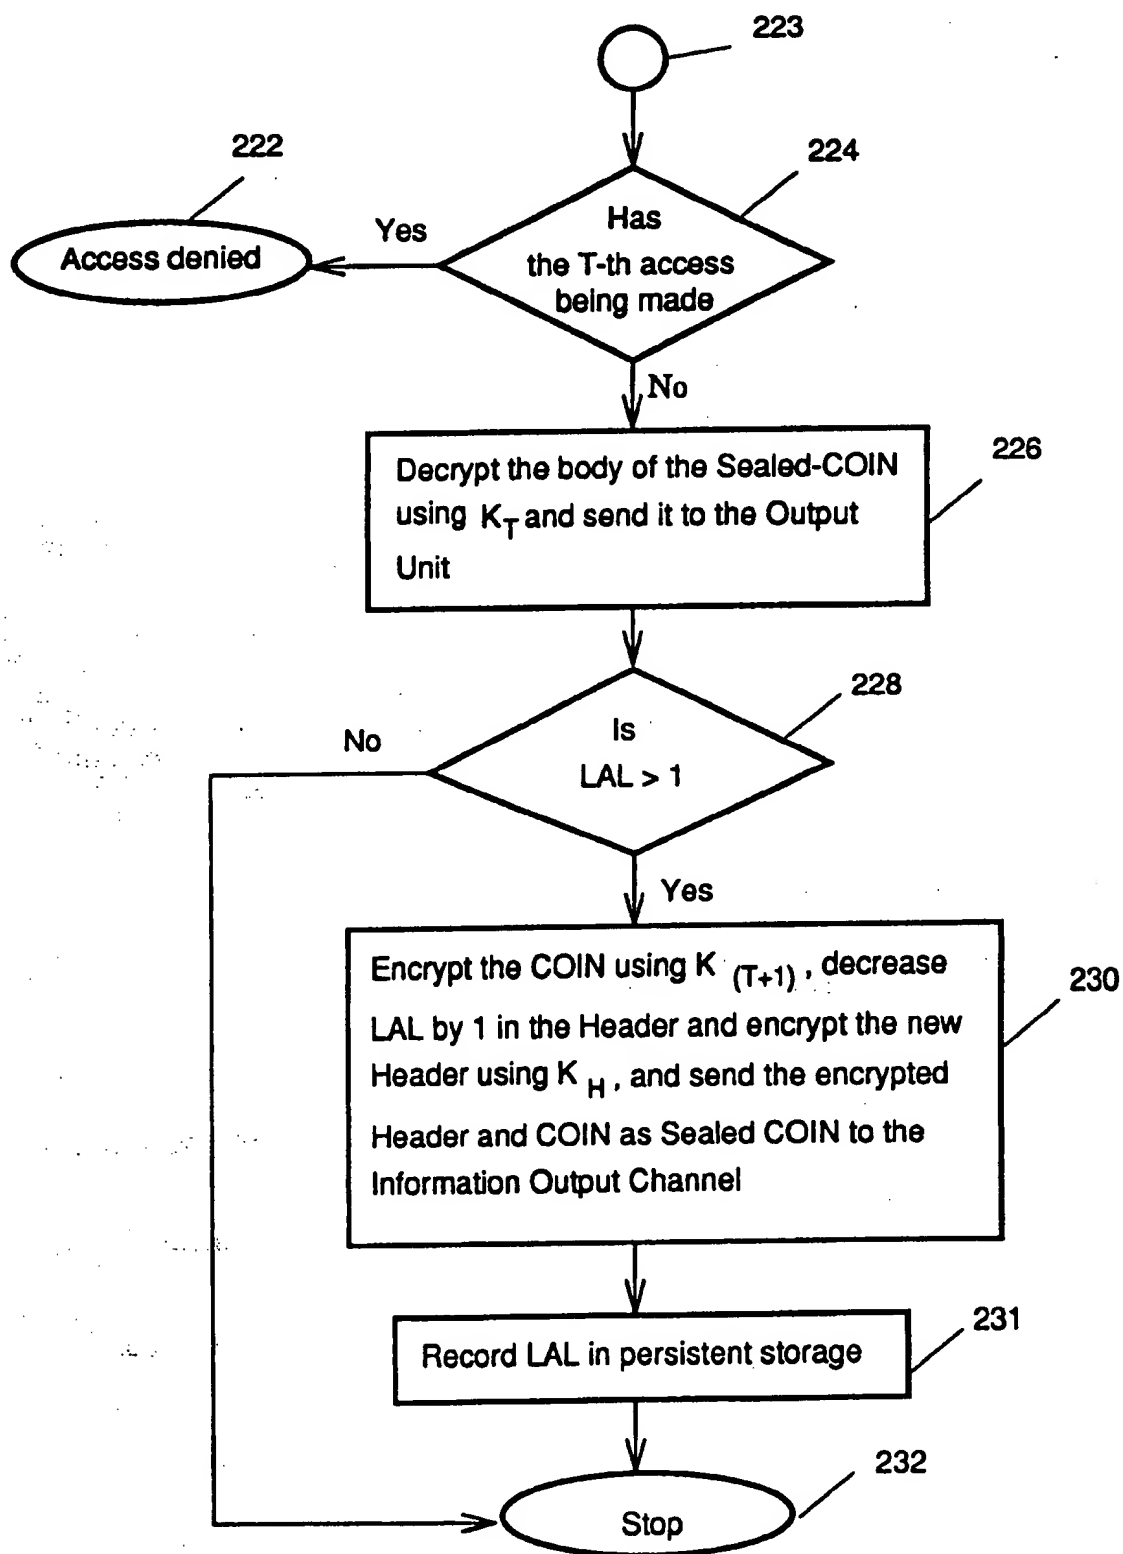 223
222
224
Access denied
Yes
Has
the T-th access
being made
No
226
Decrypt the body of the Sealed-COIN
using K_T and send it to the Output
Unit
228
No
Is
LAL > 1
Yes
230
Encrypt the COIN using K (T+1), decrease
LAL by 1 in the Header and encrypt the new
Header using K_H, and send the encrypted
Header and COIN as Sealed COIN to the
Information Output Channel
231
Record LAL in persistent storage
232
Stop